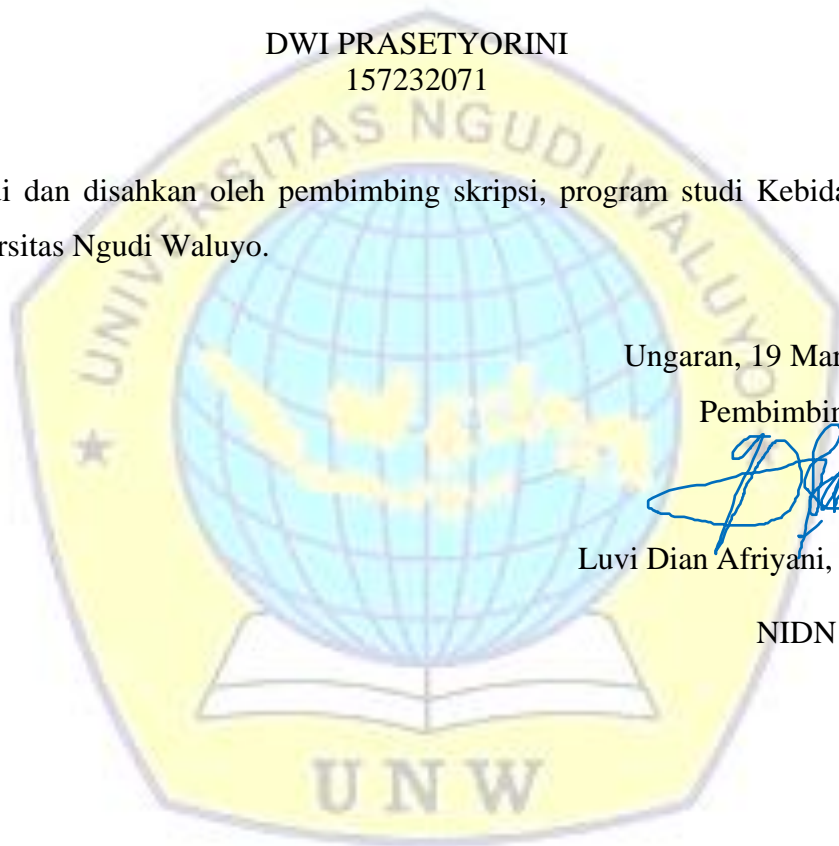 DWI PRASETYORINI
157232071
UNIVERSITAS NGUDI WALUYO
i dan disahkan oleh pembimbing skripsi, program studi Kebida
rsitas Ngudi Waluyo.
Ungaran, 19 Mar
Pembimbin
Luvi Dian Afriyani,
NIDN
UNW